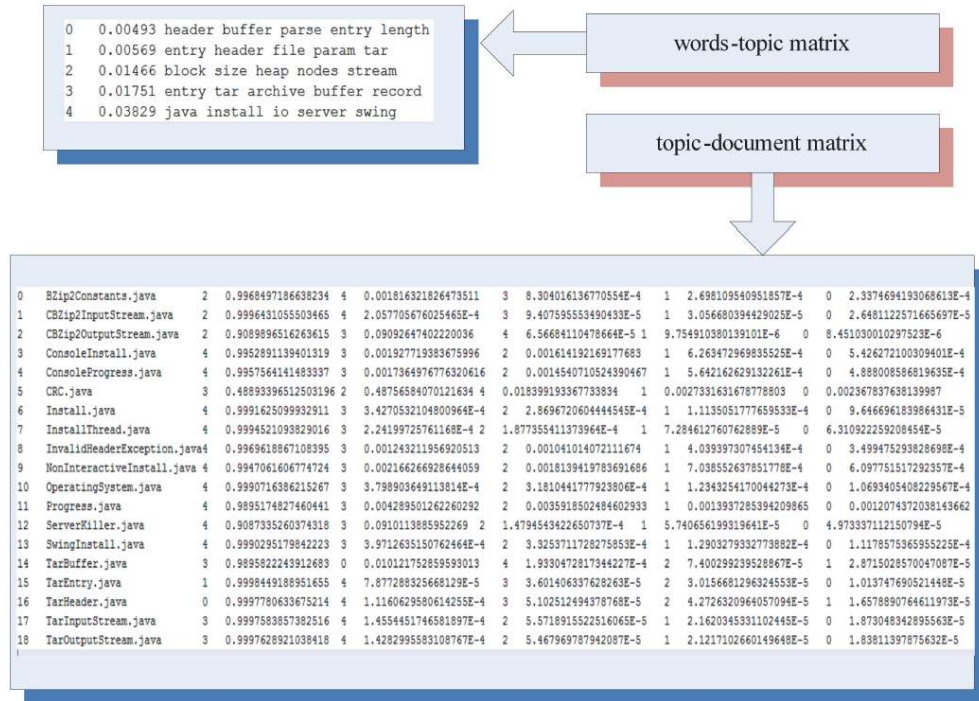 0 0.00493 header buffer parse entry length
1 0.00569 entry header file param tar
2 0.01466 block size heap nodes stream
3 0.01751 entry tar archive buffer record
4 0.03829 java install io server swing
words-topic matrix
topic-document matrix
0 BZip2Constants.java 2 0.9968497186638234 4 0.001816321826473511 3 8.304016136770554E-4 1 2.698109540951857E-4 0 2.3374694193068613E-4
1 CBZip2InputStream.java 2 0.9996431055503465 4 2.057705676025465E-4 3 9.407595553490433E-5 1 3.056680394429025E-5 0 2.6481122571665697E-5
2 CBZip2OutputStream.java 2 0.9089896516263615 3 0.09092647402220036 4 6.56684110478664E-5 1 9.754910380139101E-6 0 8.451030010297523E-6
3 ConsoleInstall.java 4 0.9952891139401319 3 0.001927719383675996 2 0.001614192169177683 1 6.263472969835525E-4 0 5.426272100309401E-4
4 ConsoleProgress.java 4 0.9957564141483337 3 0.0017364976776320616 2 0.0014540710524390467 1 5.642162629132261E-4 0 4.888008586819635E-4
5 CRC.java 3 0.48893396512503196 2 0.48756584070121634 4 0.018399193367733834 1 0.0027331631678778803 0 0.002367837638139987
6 Install.java 4 0.9991625099932911 3 3.4270532104800964E-4 2 2.8696720604444545E-4 1 1.1135051777659533E-4 0 9.646696183986431E-5
7 InstallThread.java 4 0.9994521093829016 3 2.24199725761168E-4 2 1.877355411373964E-4 1 7.284612760762889E-5 0 6.310922259208454E-5
8 InvalidHeaderException.java4 0.9969618867108395 3 0.001243211956920513 2 0.001041014072111674 1 4.039397307454134E-4 0 3.499475293828698E-4
9 NonInteractiveInstall.java 4 0.9947061606774724 3 0.002166266928644059 2 0.0018139419783691686 1 7.038552637851778E-4 0 6.097751517292357E-4
10 OperatingSystem.java 4 0.9990716386215267 3 3.798903649113814E-4 2 3.1810441777923806E-4 1 1.2343254170044273E-4 0 1.0693405408229567E-4
11 Progress.java 4 0.9895174827460441 3 0.004289501262260292 2 0.0035918502484602933 1 0.0013937285394209865 0 0.0012074372038143662
12 ServerKiller.java 4 0.9087335260374318 3 0.0910113885952269 2 1.4794543422650737E-4 1 5.740656199319641E-5 0 4.973337112150794E-5
13 SwingInstall.java 4 0.9990295179842223 3 3.9712635150762464E-4 2 3.3253711728275853E-4 1 1.2903279332773882E-4 0 1.1178575365955225E-4
14 TarBuffer.java 3 0.9895822243912683 0 0.010121752859593013 4 1.9330472817344227E-4 2 7.400299239528867E-5 1 2.8715028570047087E-5
15 TarEntry.java 1 0.9998449188951655 4 7.877288325668129E-5 3 3.601406337628263E-5 2 3.0156681296324553E-5 0 1.013747690521448E-5
16 TarHeader.java 0 0.9997780633675214 4 1.1160629580614255E-4 3 5.102512494378768E-5 2 4.2726320964057094E-5 1 1.6578890764611973E-5
17 TarInputStream.java 3 0.9997583857382516 4 1.4554451746581897E-4 2 5.5718915522516065E-5 1 2.1620345331102445E-5 0 1.873048342895563E-5
18 TarOutputStream.java 3 0.9997628921038418 4 1.4282995583108767E-4 2 5.467969787942087E-5 1 2.1217102660149648E-5 0 1.83811397875632E-5